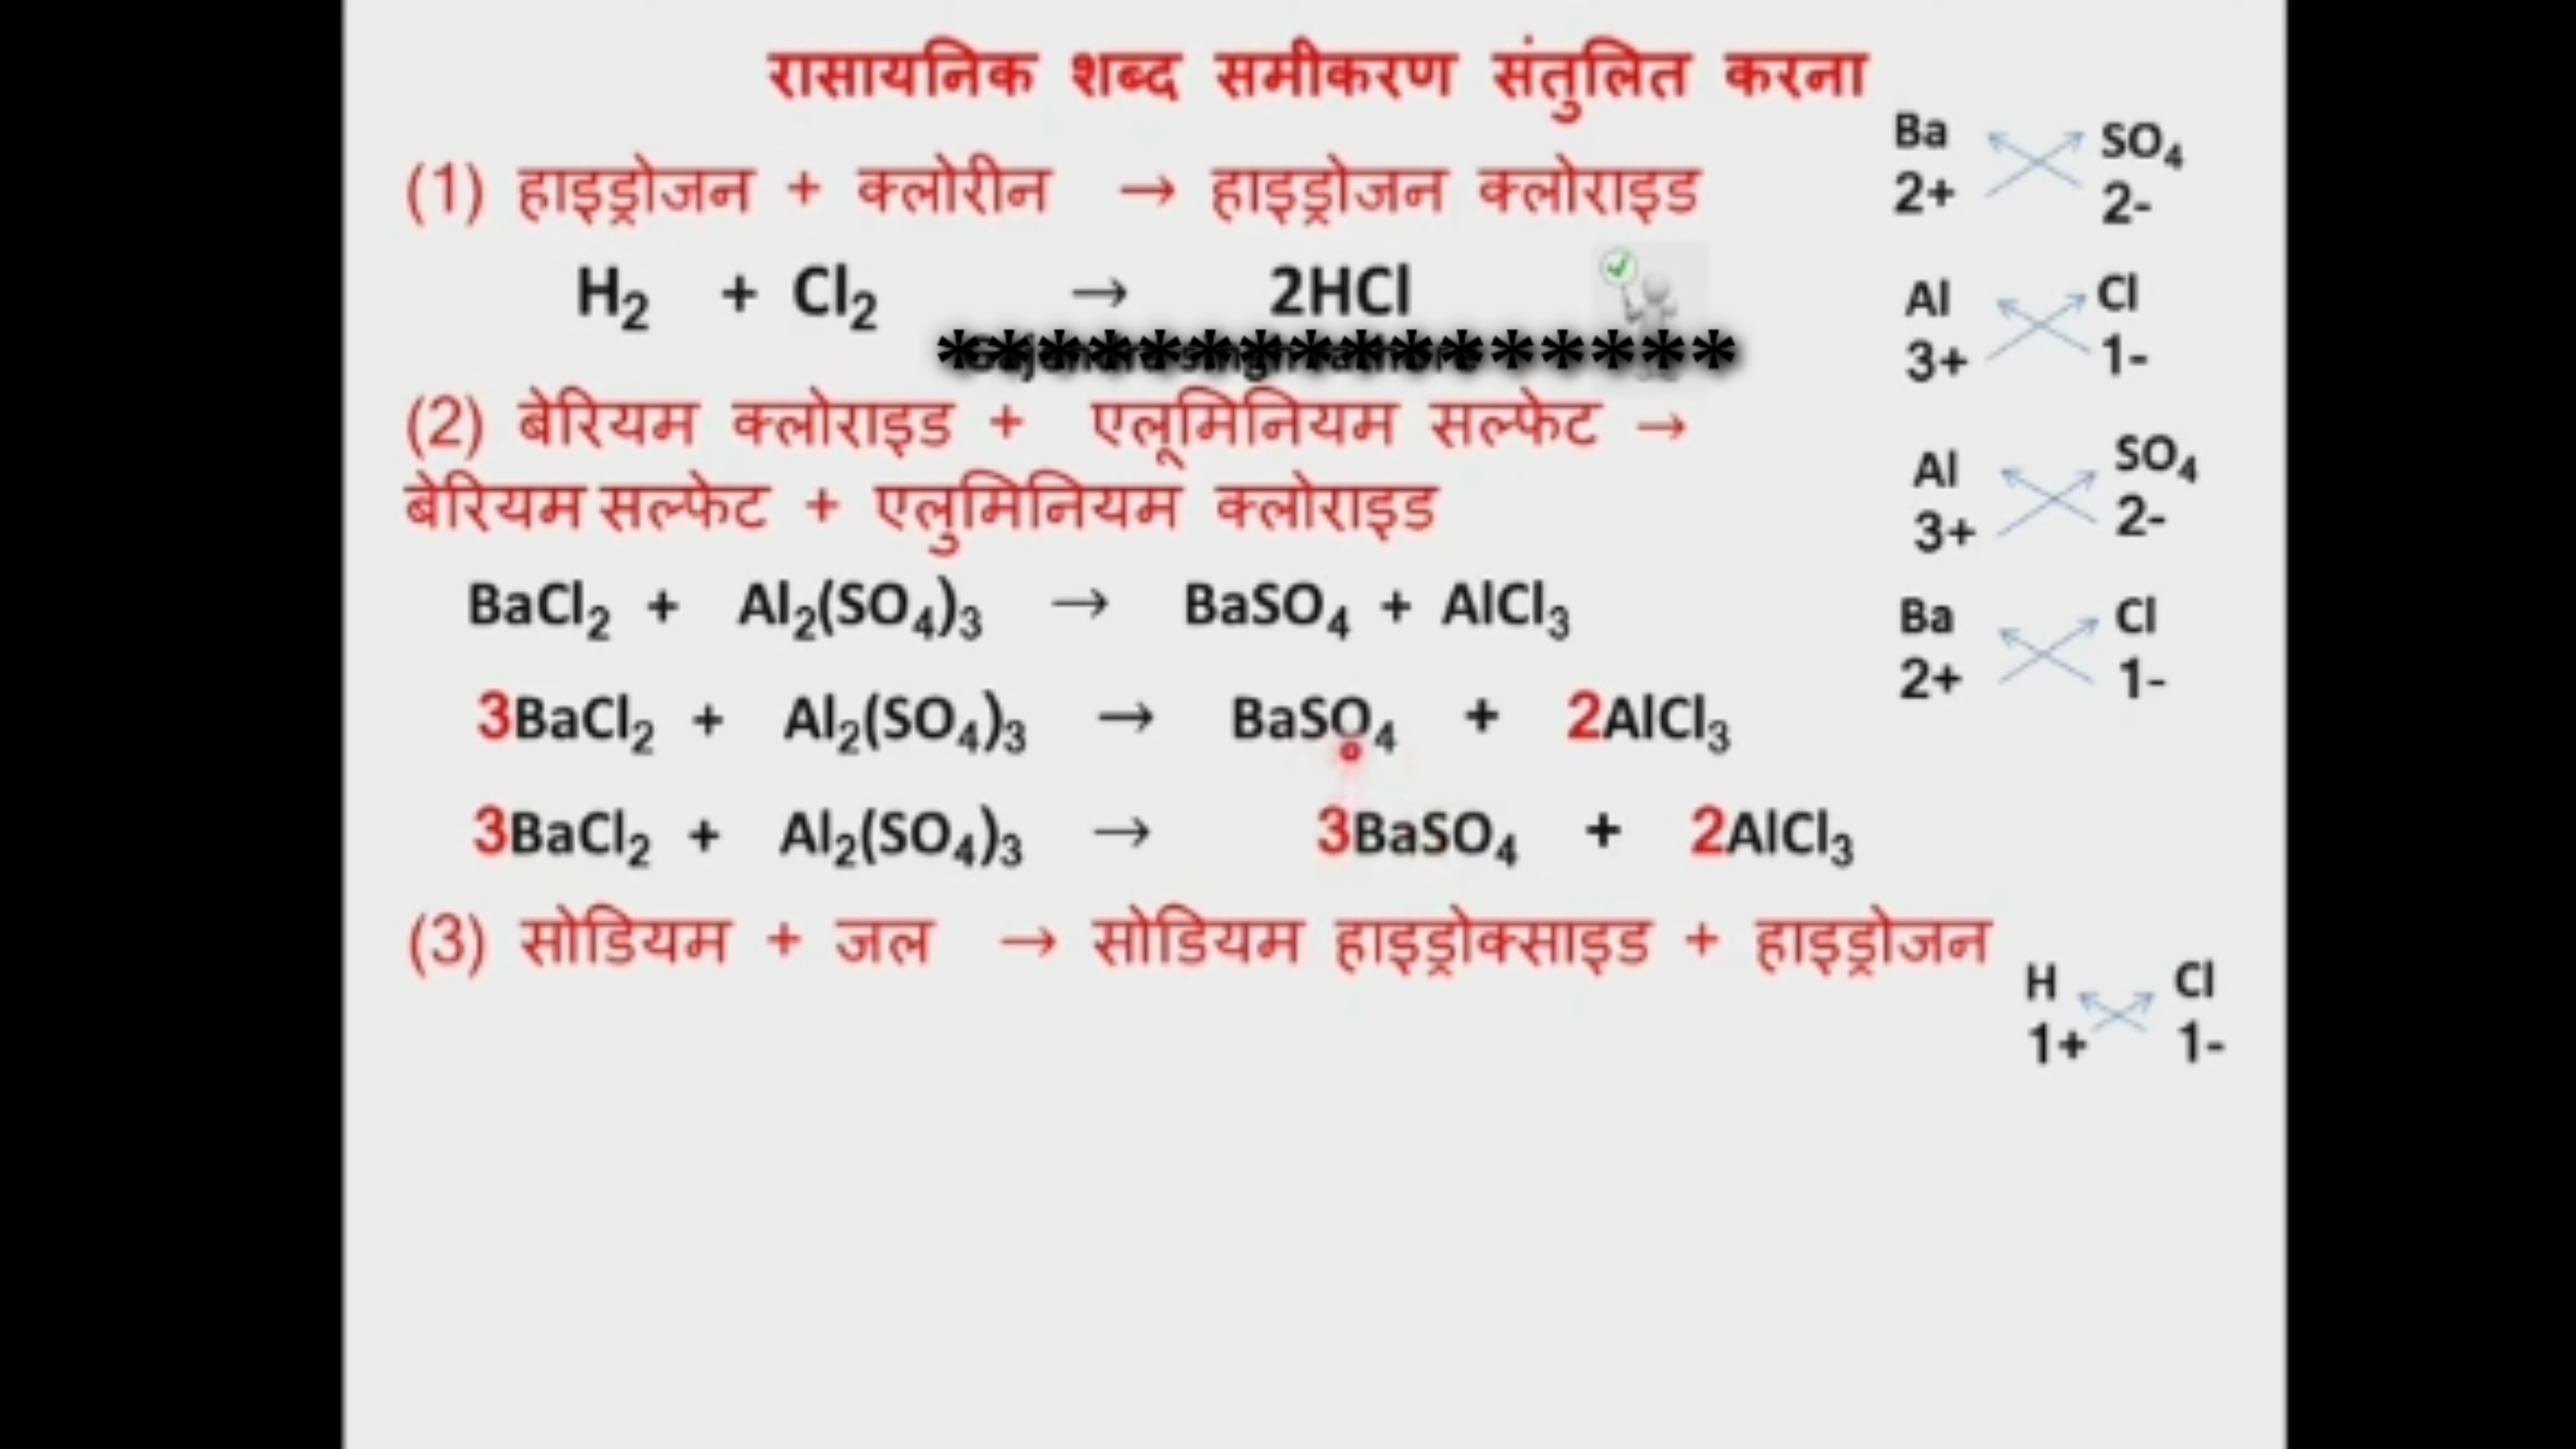 रासायनिक शब्द समीकरण संतुलित करना
(1) हाइड्रोजन + क्लोरीन → हाइड्रोजन क्लोराइड
H₂ + Cl₂ → 2HCl
****************
(2) बेरियम क्लोराइड + एलूमिनियम सल्फेट →
बेरियम सल्फेट + एलुमिनियम क्लोराइड
BaCl₂ + Al₂(SO₄)₃ → BaSO₄ + AlCl₃
3BaCl₂ + Al₂(SO₄)₃ → BaSO₄ + 2AlCl₃
3BaCl₂ + Al₂(SO₄)₃ → 3BaSO₄ + 2AlCl₃
(3) सोडियम + जल → सोडियम हाइड्रोक्साइड + हाइड्रोजन
Ba SO₄
2+ 2-
Al Cl
3+ 1-
Al SO₄
3+ 2-
Ba Cl
2+ 1-
H Cl
1+ 1-